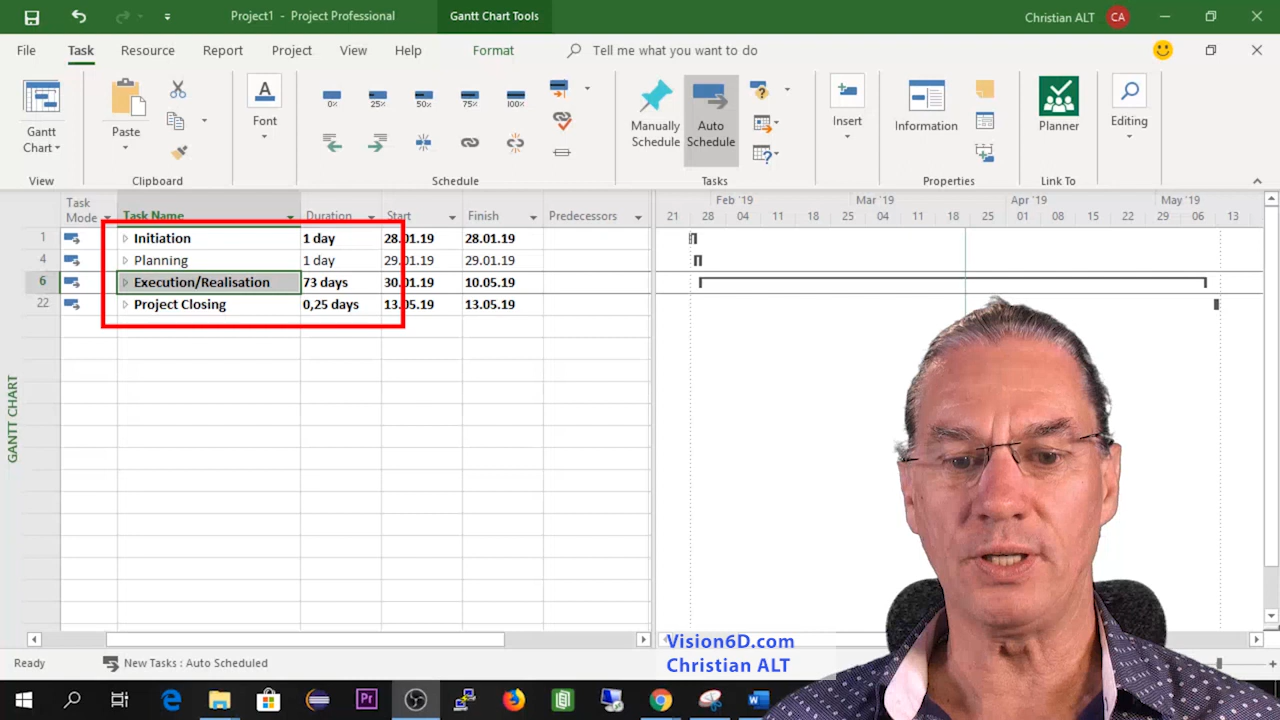 Project1 - Project Professional
Gantt Chart Tools
Christian ALT
CA
File
Task
Resource
Report
Project
View
Help
Format
Tell me what you want to do
Gantt Chart
Paste
A
Font
0%
25%
50%
75%
100%
Manually Schedule
Auto Schedule
Insert
Information
Planner
Editing
View
Clipboard
Schedule
Tasks
Properties
Link To
Task Mode
Task Name
Duration
Start
Finish
Predecessors
Feb '19
Mar '19
Apr '19
May '19
21 28 04 11 18 25 04 11 18 25 01 08 15 22 29 06 13
1 Initiation 1 day 28.01.19 28.01.19
4 Planning 1 day 29.01.19 29.01.19
6 Execution/Realisation 73 days 30.01.19 10.05.19
22 Project Closing 0,25 days 13.05.19 13.05.19
GANTT CHART
Vision6D.com
Christian ALT
Ready
New Tasks : Auto Scheduled
Pr